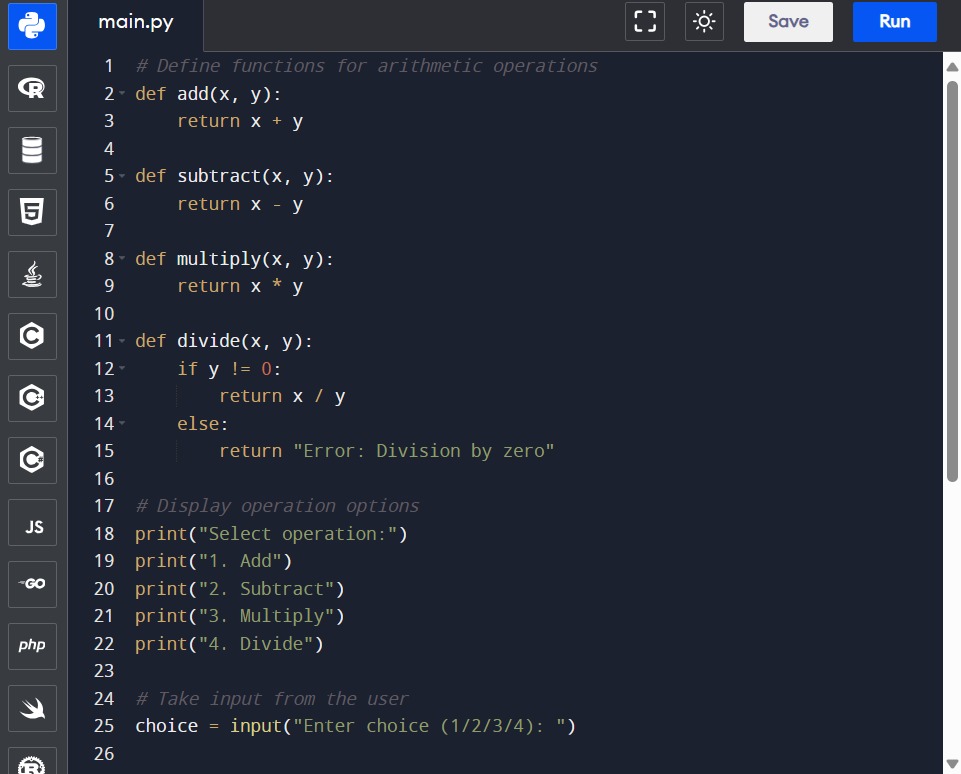 main.py
Save
Run
1 # Define functions for arithmetic operations
2 def add(x, y):
3     return x + y
4
5 def subtract(x, y):
6     return x - y
7
8 def multiply(x, y):
9     return x * y
10
11 def divide(x, y):
12     if y != 0:
13         return x / y
14     else:
15         return "Error: Division by zero"
16
17 # Display operation options
18 print("Select operation:")
19 print("1. Add")
20 print("2. Subtract")
21 print("3. Multiply")
22 print("4. Divide")
23
24 # Take input from the user
25 choice = input("Enter choice (1/2/3/4): ")
26
R
5
C
C
C
JS
GO
php
R